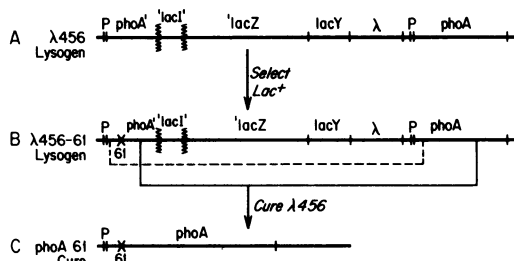 P phoA' 'lacI' 'lacZ lacY λ P phoA
A λ456
Lysogen
Select
Lac+
P phoA' 'lacI' 'lacZ lacY λ P phoA
B λ456-61
Lysogen 61
Cure λ456
P phoA
C phoA 61
Cure 61